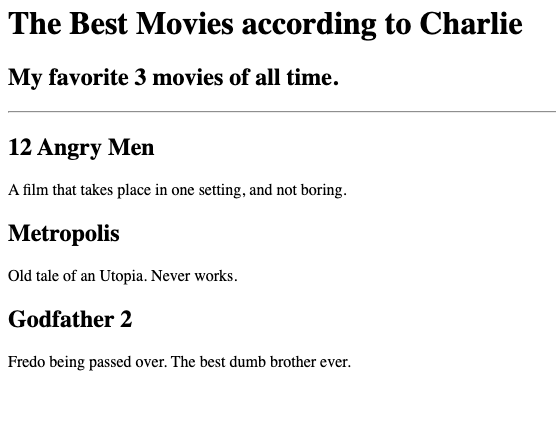 The Best Movies according to Charlie
My favorite 3 movies of all time.
12 Angry Men
A film that takes place in one setting, and not boring.
Metropolis
Old tale of an Utopia. Never works.
Godfather 2
Fredo being passed over. The best dumb brother ever.